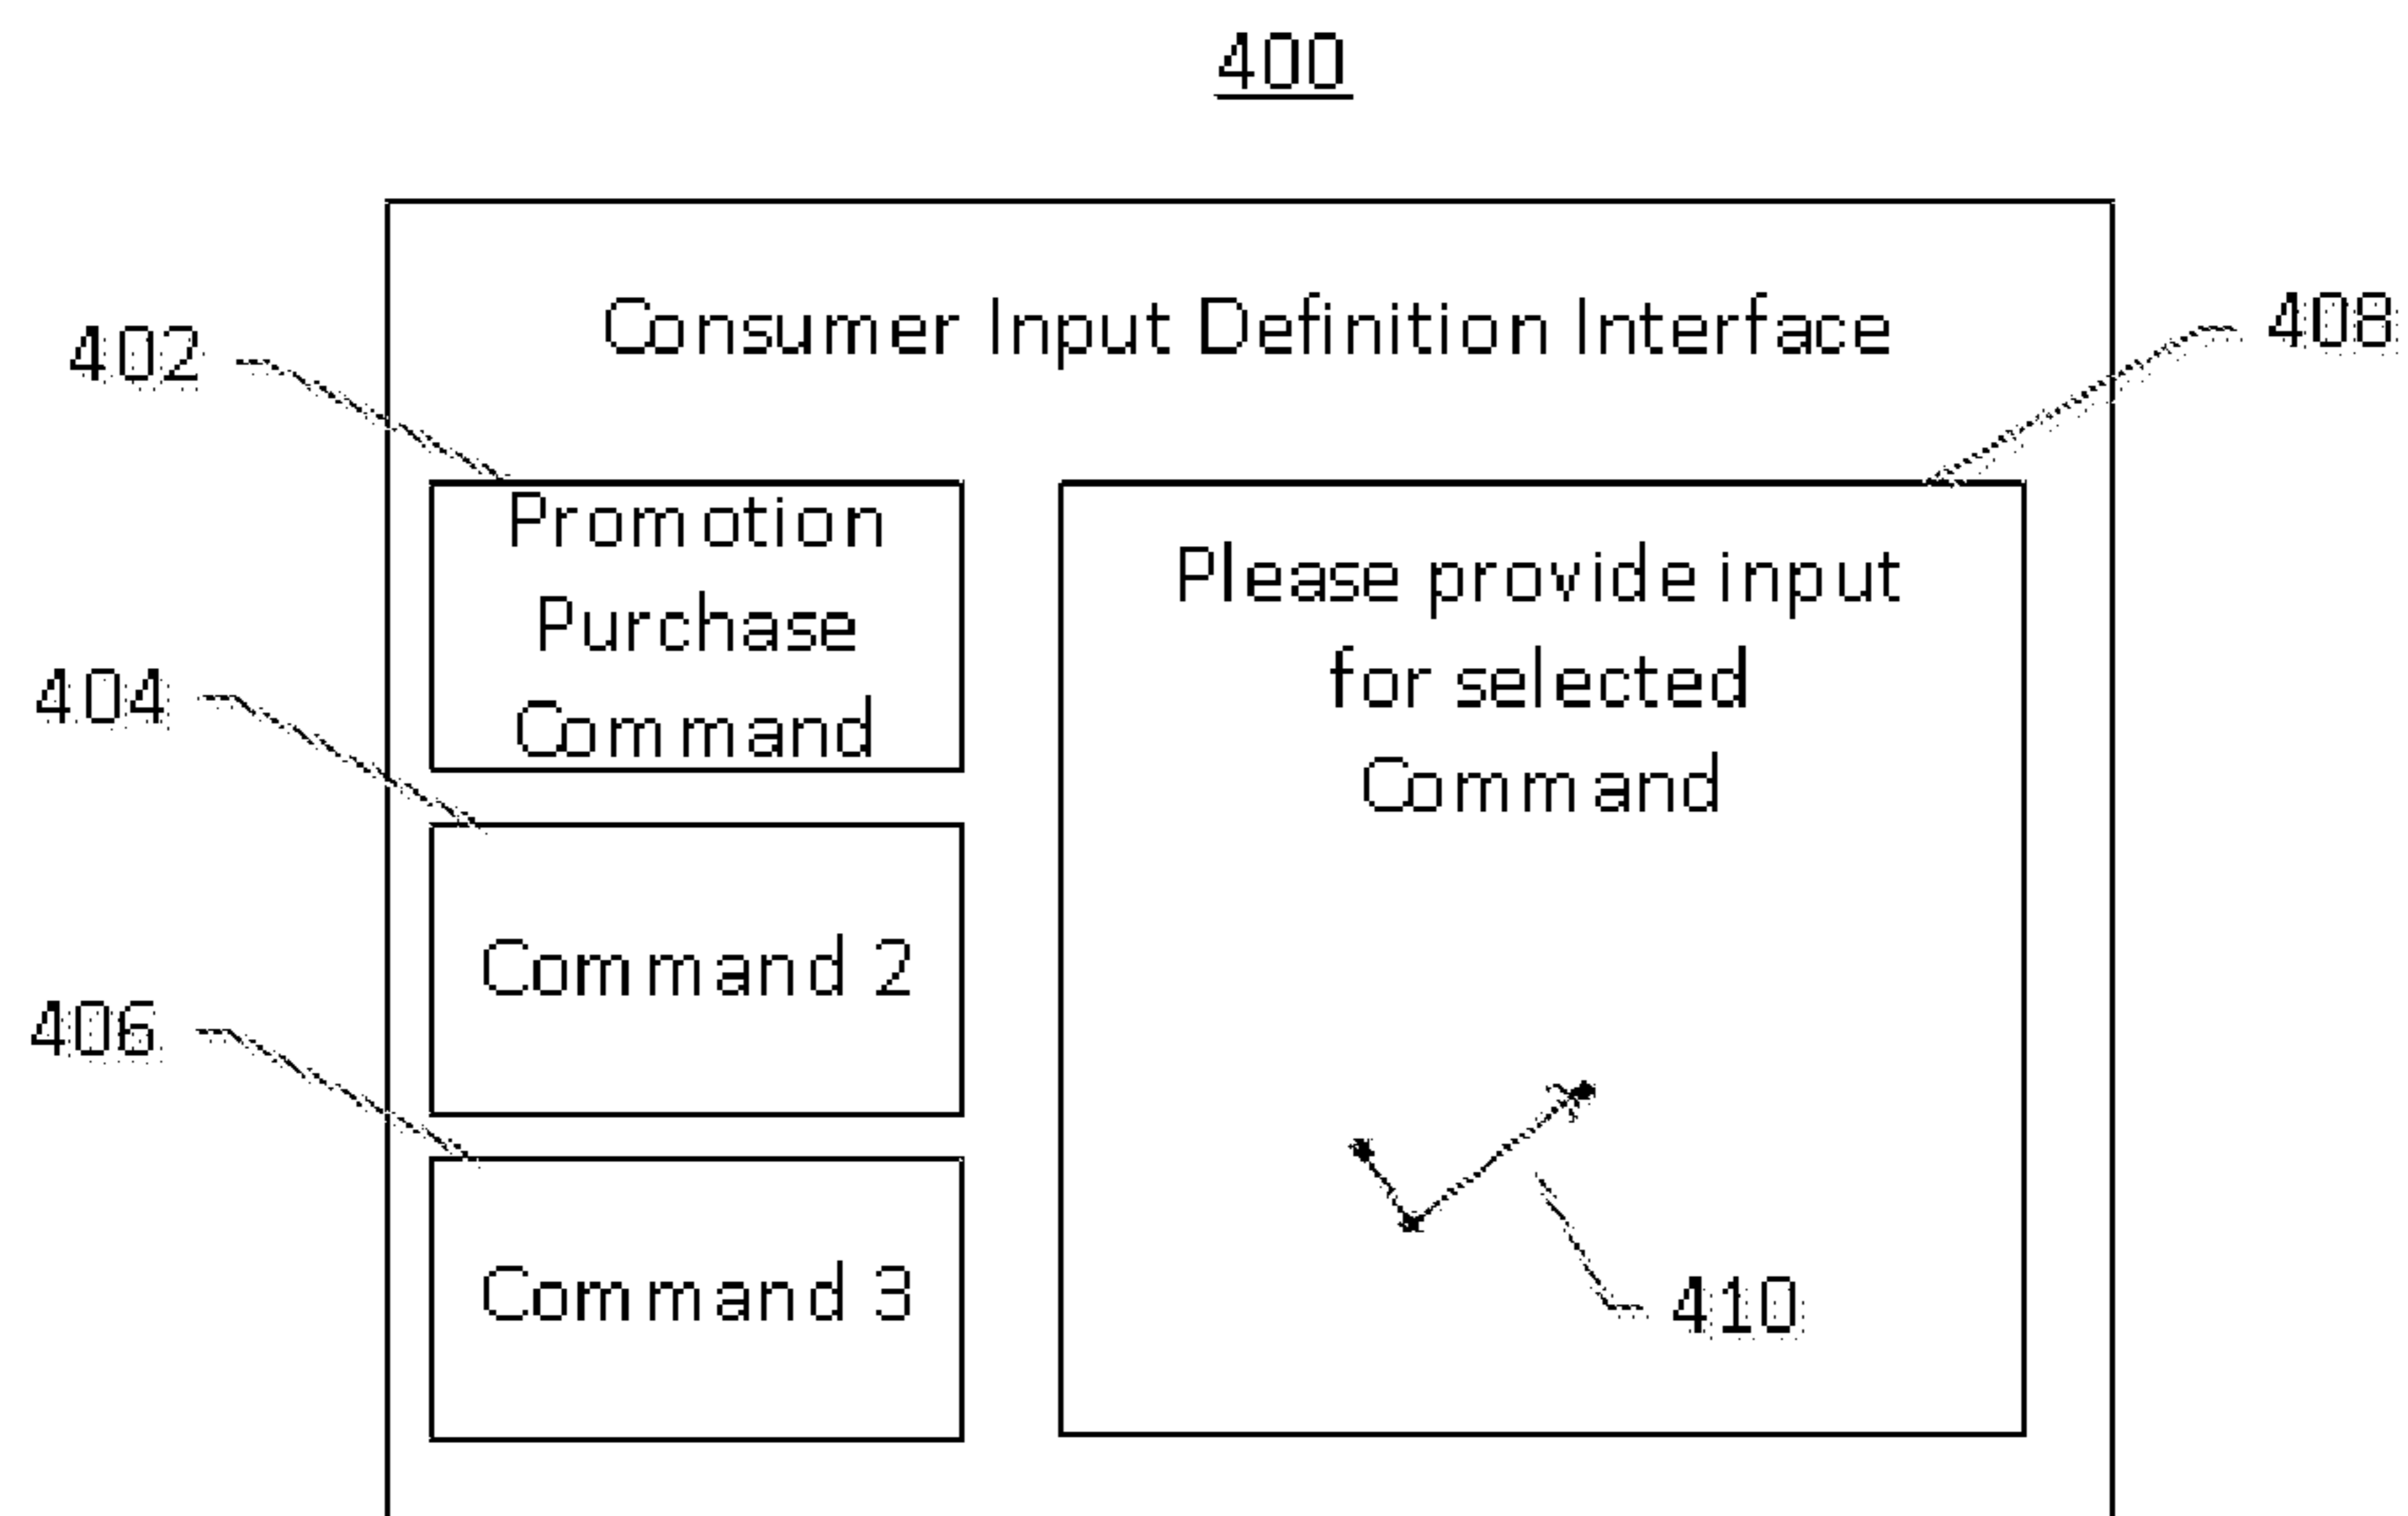 400
Consumer Input Definition Interface
402
408
Promotion
Purchase
Command
Please provide input
for selected
Command
404
Command 2
406
Command 3
410